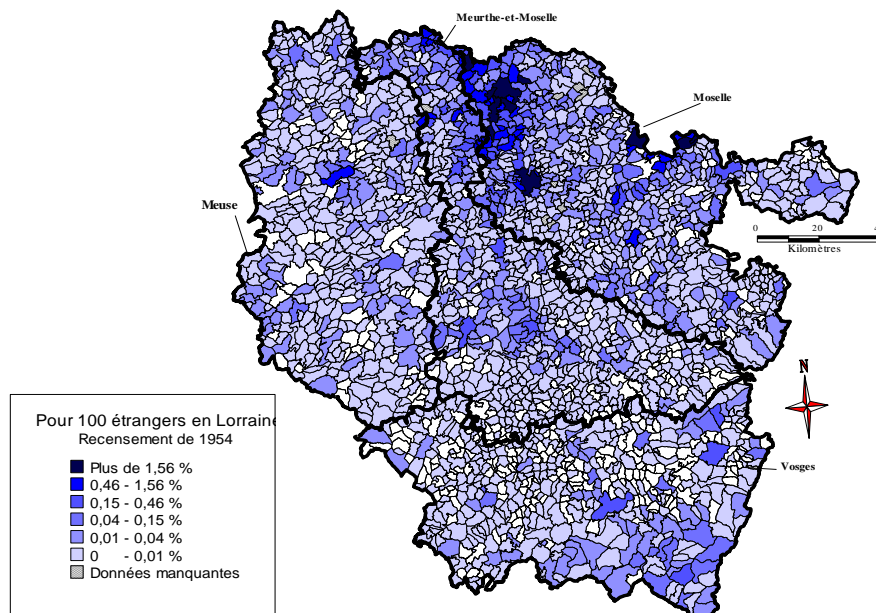 Meurthe-et-Moselle
Moselle
Meuse
0 20 40
Kilomètres
N
Vosges
Pour 100 étrangers en Lorraine
Recensement de 1954
Plus de 1,56 %
0,46 - 1,56 %
0,15 - 0,46 %
0,04 - 0,15 %
0,01 - 0,04 %
0 - 0,01 %
Données manquantes